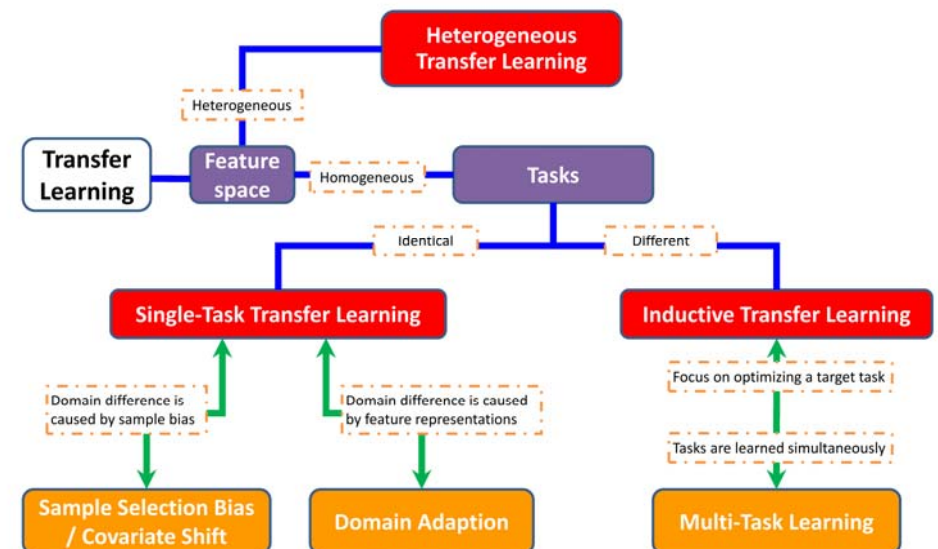 Heterogeneous
Transfer Learning
Heterogeneous
Transfer
Learning
Feature
space
Homogeneous
Tasks
Identical
Different
Single-Task Transfer Learning
Inductive Transfer Learning
Domain difference is
caused by sample bias
Domain difference is caused
by feature representations
Focus on optimizing a target task
Tasks are learned simultaneously
Sample Selection Bias
/ Covariate Shift
Domain Adaption
Multi-Task Learning